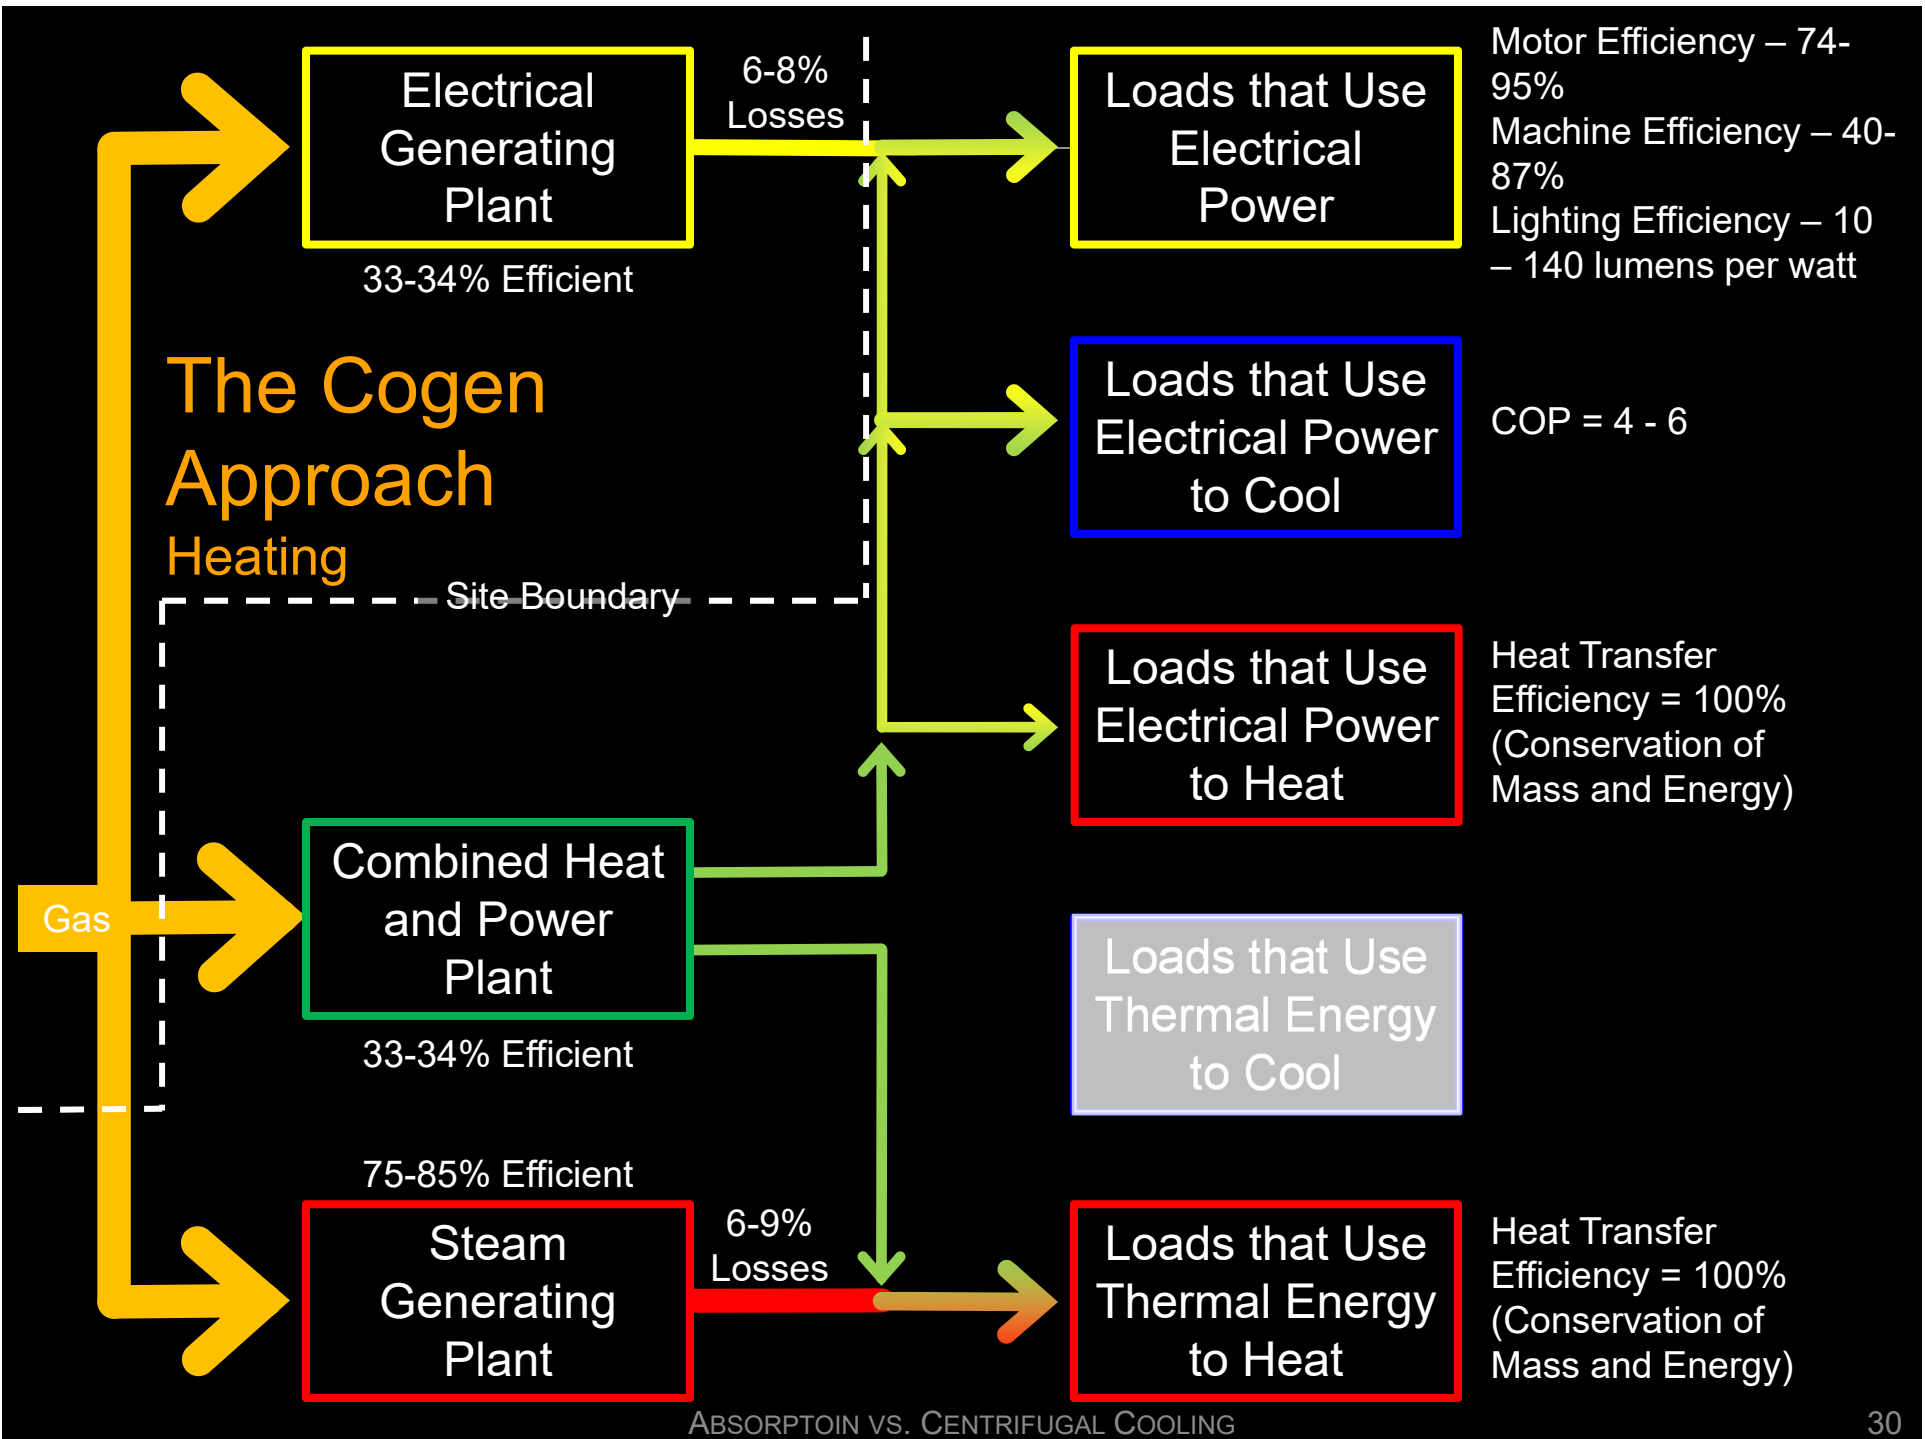 Electrical
Generating
Plant
33-34% Efficient
6-8%
Losses
Loads that Use
Electrical
Power
Motor Efficiency – 74-
95%
Machine Efficiency – 40-
87%
Lighting Efficiency – 10
– 140 lumens per watt
The Cogen
Approach
Heating
Site Boundary
Loads that Use
Electrical Power
to Cool
COP = 4 - 6
Loads that Use
Electrical Power
to Heat
Heat Transfer
Efficiency = 100%
(Conservation of
Mass and Energy)
Gas
Combined Heat
and Power
Plant
33-34% Efficient
Loads that Use
Thermal Energy
to Cool
75-85% Efficient
Steam
Generating
Plant
6-9%
Losses
Loads that Use
Thermal Energy
to Heat
Heat Transfer
Efficiency = 100%
(Conservation of
Mass and Energy)
ABSORPTOIN VS. CENTRIFUGAL COOLING
30